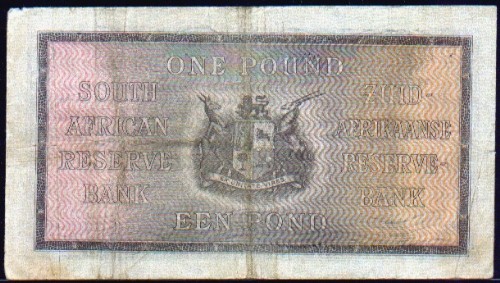 ONE POUND
SOUTH
AFRICAN
RESERVE
BANK
ZUID-
AFRIKAANSE
RESERVE-
BANK
EEN POND